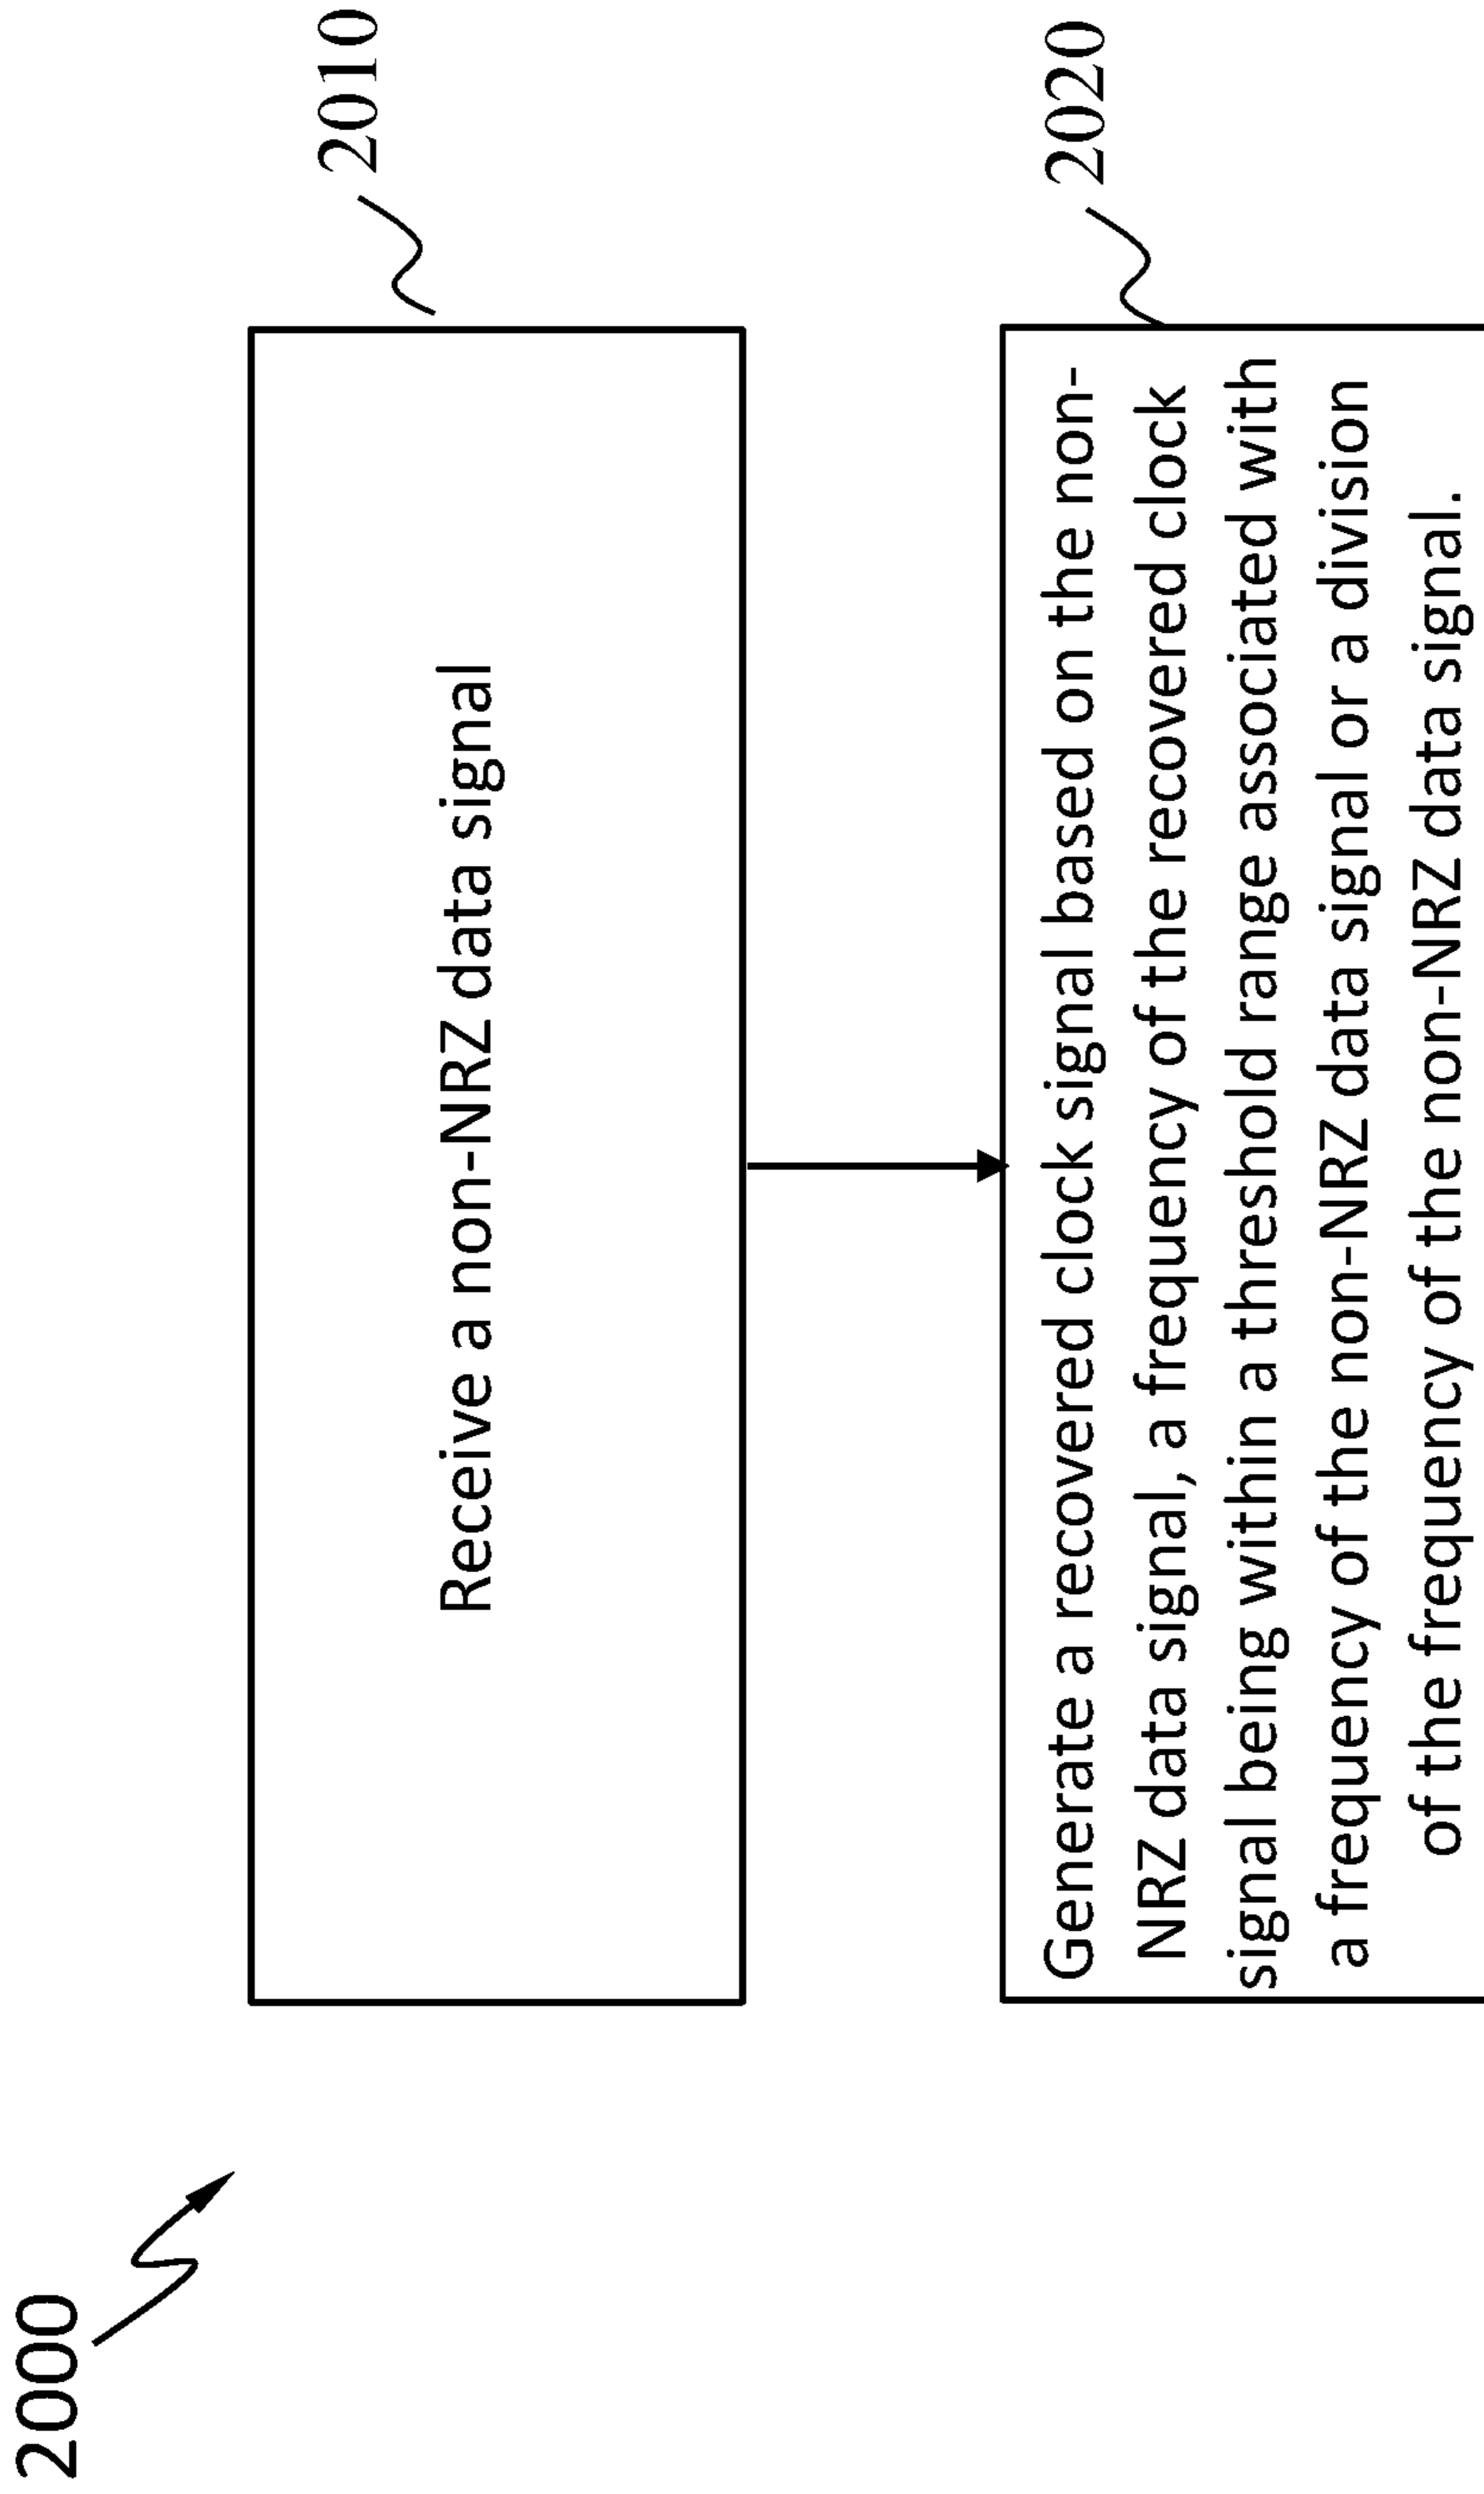 2000
2010
Receive a non-NRZ data signal
2020
Generate a recovered clock signal based on the non-
NRZ data signal, a frequency of the recovered clock
signal being within a threshold range associated with
a frequency of the non-NRZ data signal or a division
of the frequency of the non-NRZ data signal.